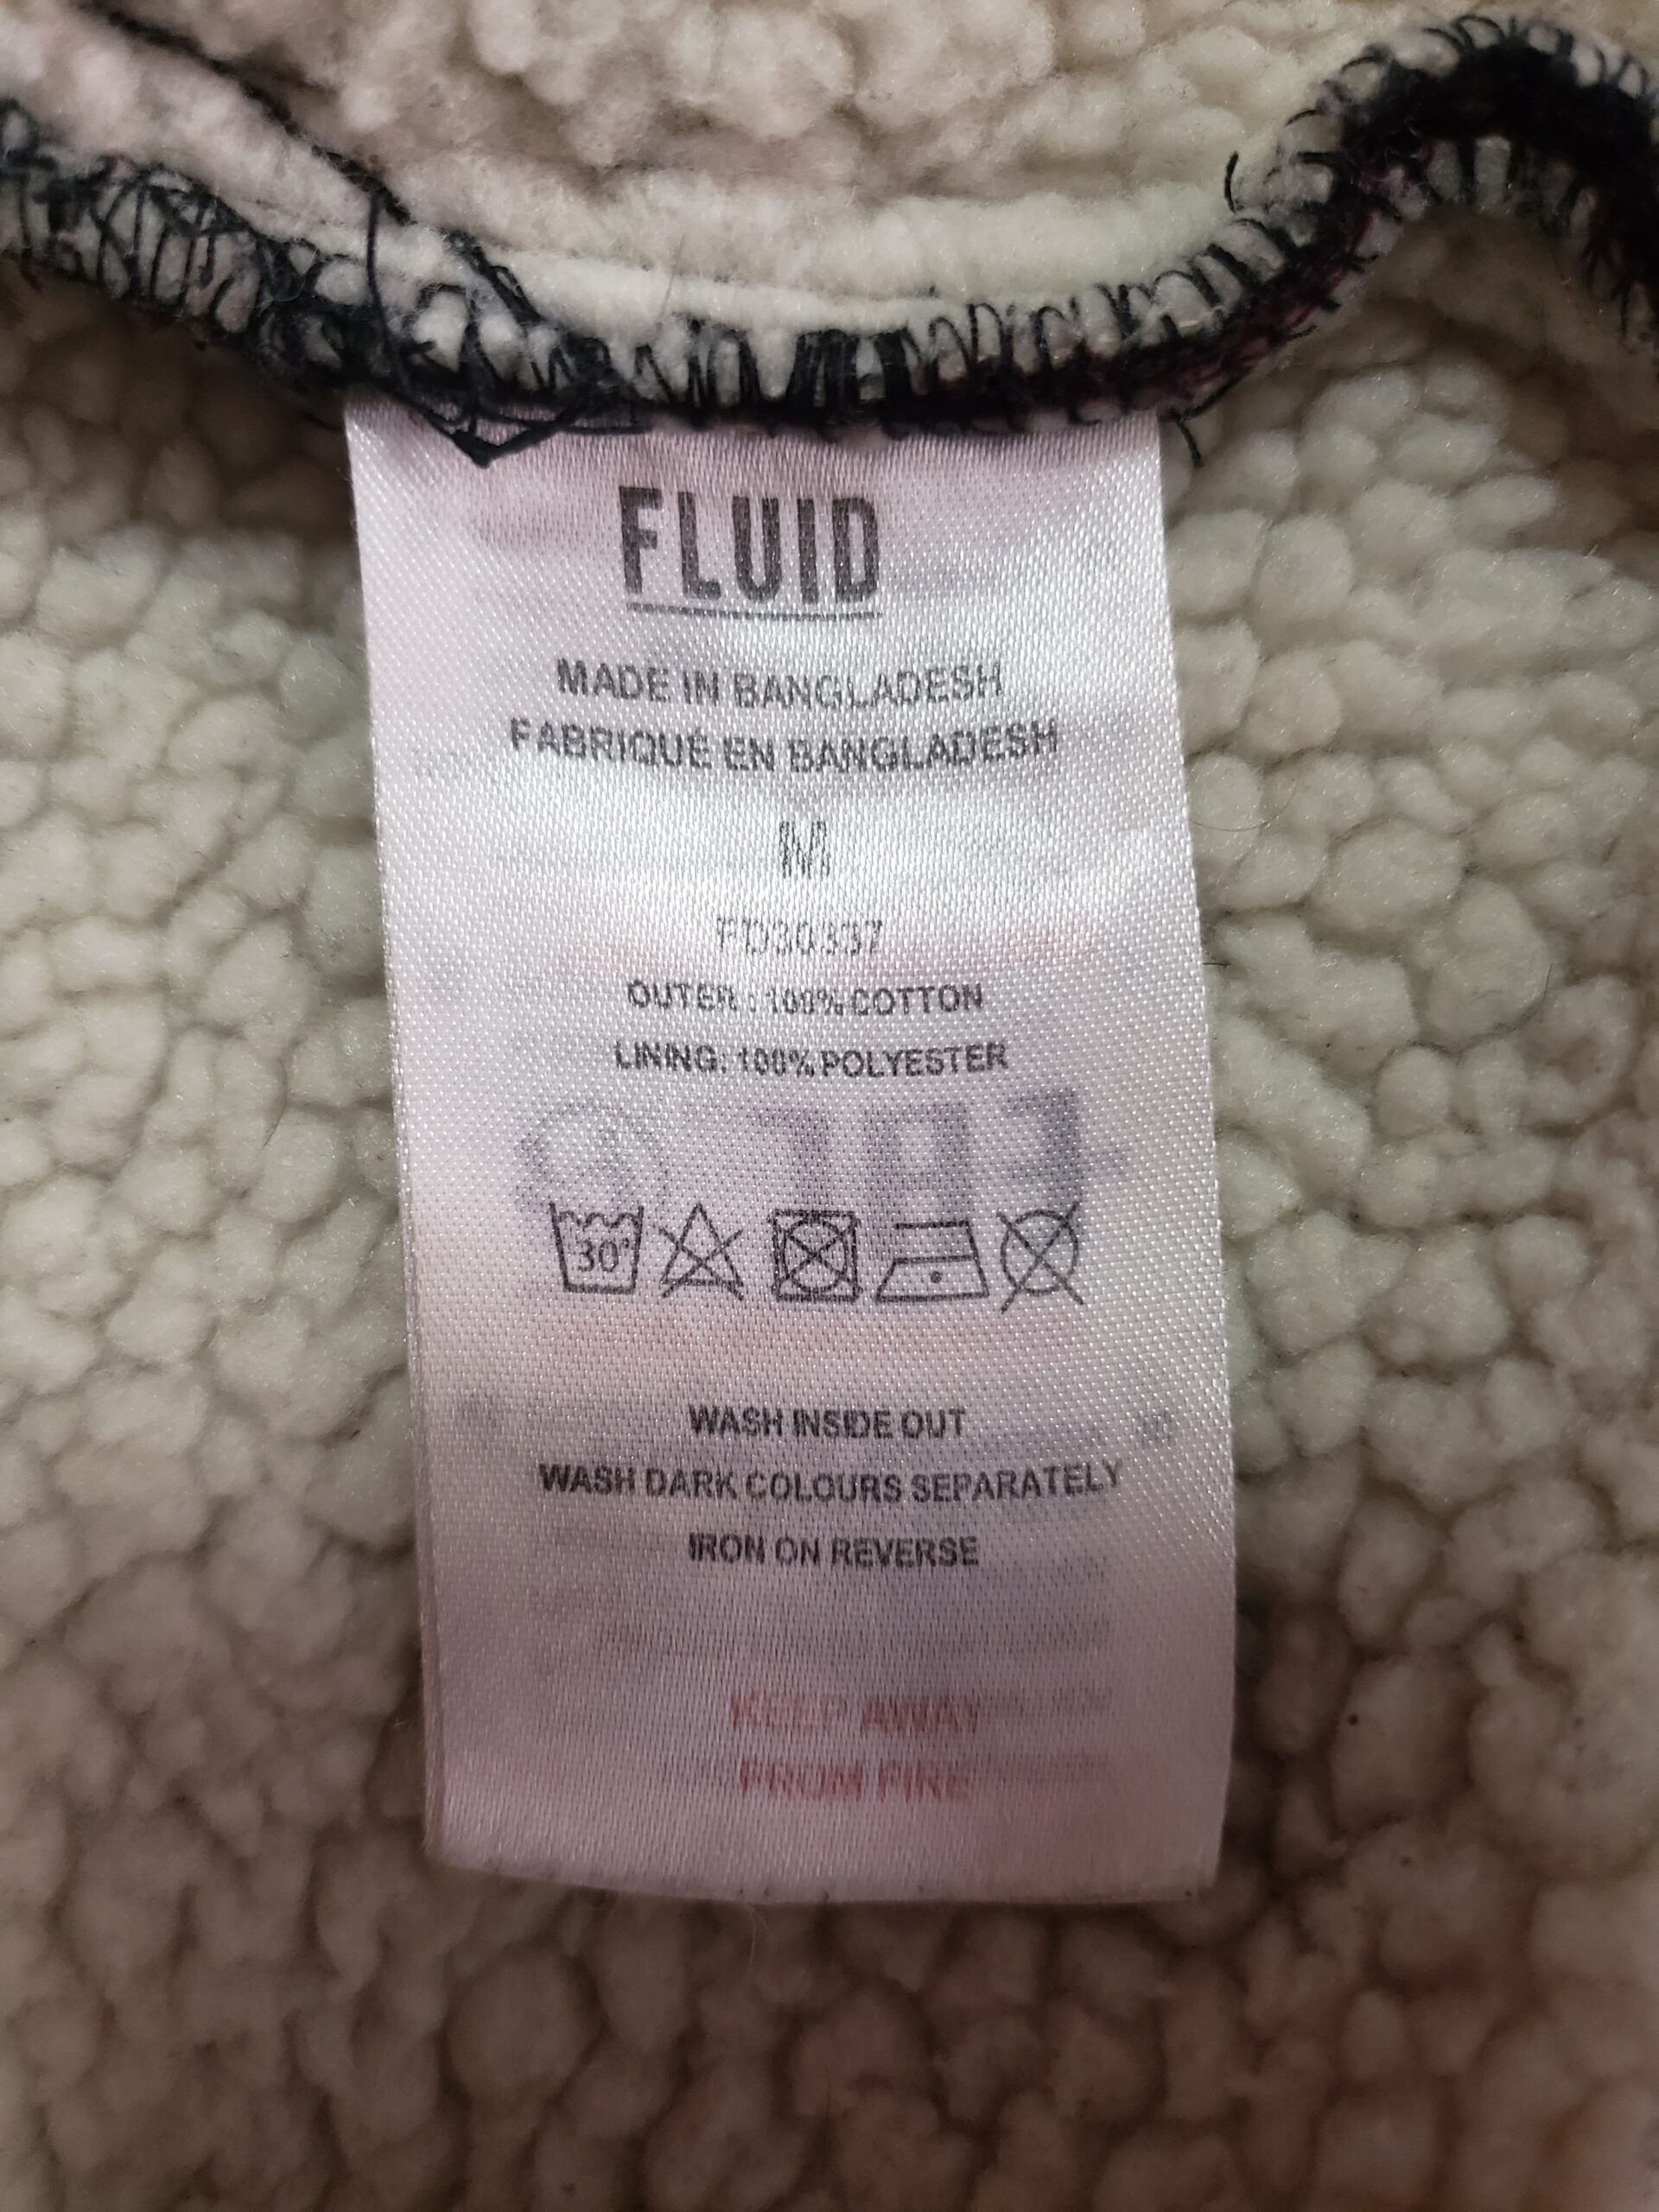 FLUID
MADE IN BANGLADESH
FABRIQUÉ EN BANGLADESH
M
FD30337
OUTER : 100% COTTON
LINING: 100% POLYESTER
30°
WASH INSIDE OUT
WASH DARK COLOURS SEPARATELY
IRON ON REVERSE
KEEP AWAY
FROM FIRE